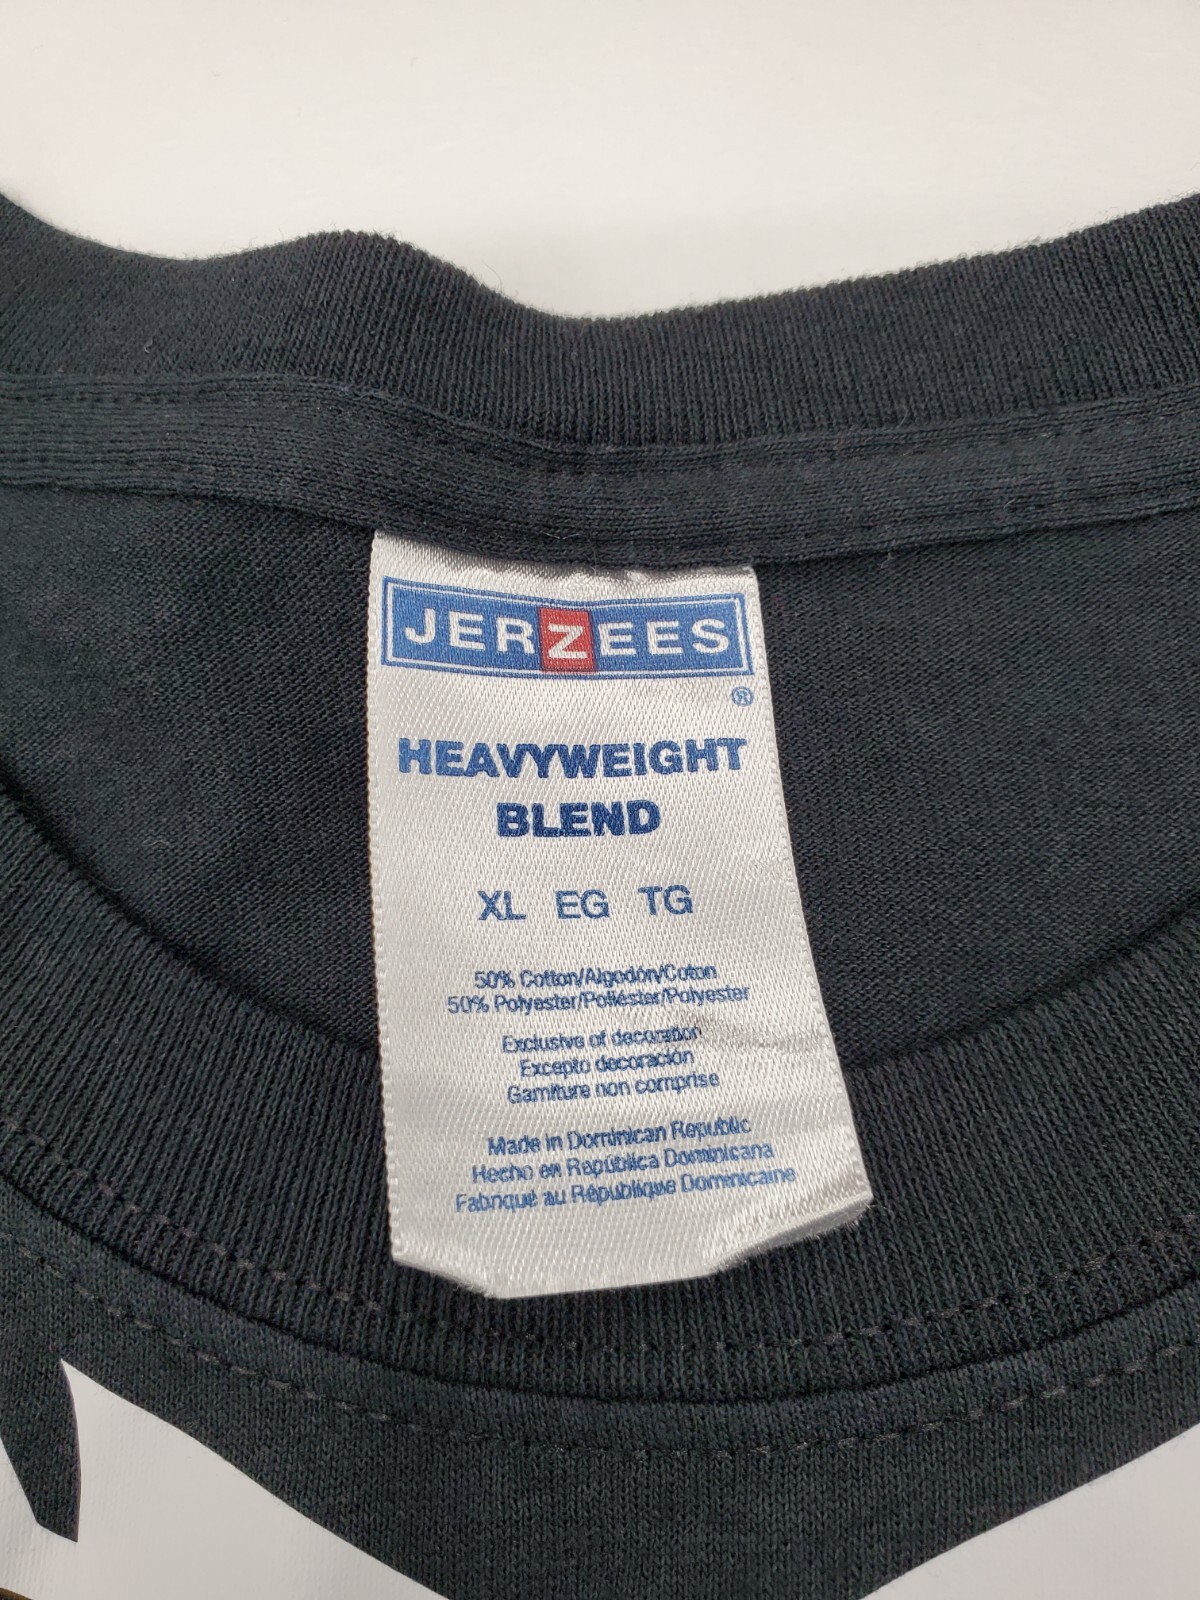 JERZEES
®
HEAVYWEIGHT
BLEND
XL EG TG
50% Cotton/Algodón/Coton
50% Polyester/Poliéster/Polyester
Exclusive of decoration
Excepto decoración
Garniture non comprise
Made in Dominican Republic
Hecho en República Dominicana
Fabriqué au République Dominicaine